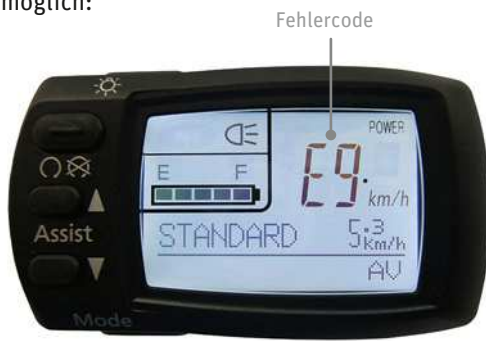 möglich:
Fehlercode
POWER
E F
E9.
km/h
Assist
STANDARD 5.3
km/h
AV
Mode